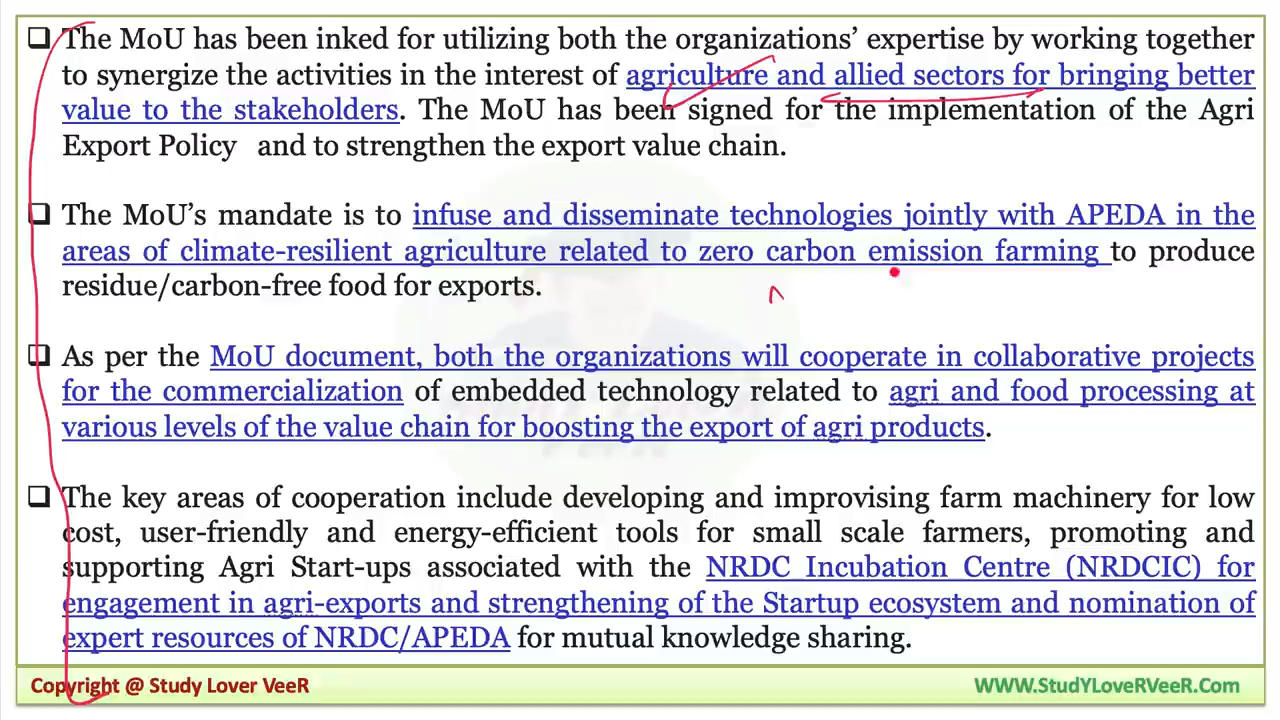 ❑ The MoU has been inked for utilizing both the organizations' expertise by working together
to synergize the activities in the interest of agriculture and allied sectors for bringing better
value to the stakeholders. The MoU has been signed for the implementation of the Agri
Export Policy and to strengthen the export value chain.
❑ The MoU's mandate is to infuse and disseminate technologies jointly with APEDA in the
areas of climate-resilient agriculture related to zero carbon emission farming to produce
residue/carbon-free food for exports.
❑ As per the MoU document, both the organizations will cooperate in collaborative projects
for the commercialization of embedded technology related to agri and food processing at
various levels of the value chain for boosting the export of agri products.
❑ The key areas of cooperation include developing and improvising farm machinery for low
cost, user-friendly and energy-efficient tools for small scale farmers, promoting and
supporting Agri Start-ups associated with the NRDC Incubation Centre (NRDCIC) for
engagement in agri-exports and strengthening of the Startup ecosystem and nomination of
expert resources of NRDC/APEDA for mutual knowledge sharing.
Copyright @ Study Lover VeeR
WWW.StudYLoveRVeeR.Com